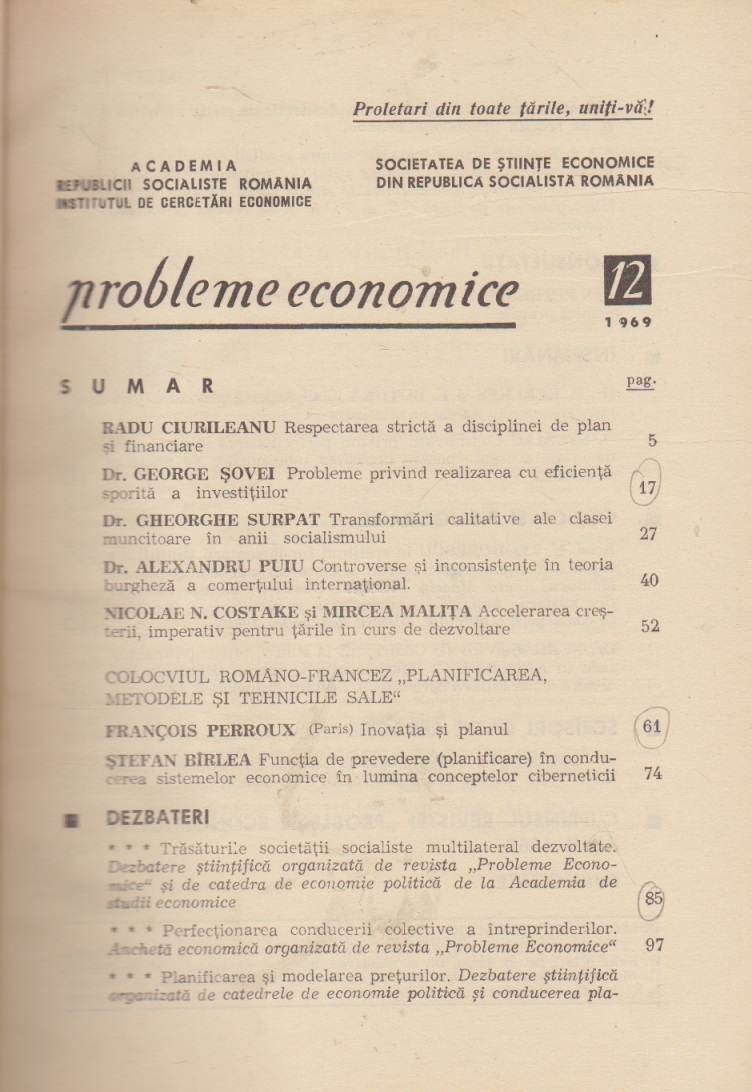 Proletari din toate țările, uniți-vă!
ACADEMIA
REPUBLICII SOCIALISTE ROMÂNIA
INSTITUTUL DE CERCETĂRI ECONOMICE
SOCIETATEA DE ȘTIINȚE ECONOMICE
DIN REPUBLICA SOCIALISTĂ ROMÂNIA
probleme economice
12
1969
SUMAR
pag.
RADU CIURILEANU Respectarea strictă a disciplinei de plan
și financiare 5
Dr. GEORGE ȘOVEI Probleme privind realizarea cu eficiență
sporită a investițiilor 17
Dr. GHEORGHE SURPAT Transformări calitative ale clasei
muncitoare în anii socialismului 27
Dr. ALEXANDRU PUIU Controverse și inconsistențe în teoria
burgheză a comerțului internațional. 40
NICOLAE N. COSTAKE și MIRCEA MALIȚA Accelerarea creș-
terii, imperativ pentru țările în curs de dezvoltare 52
COLOCVIUL ROMÂNO-FRANCEZ „PLANIFICAREA,
METODELE ȘI TEHNICILE SALE“
FRANÇOIS PERROUX (Paris) Inovația și planul 61
ȘTEFAN BÎRLEA Funcția de prevedere (planificare) în condu-
cerea sistemelor economice în lumina conceptelor ciberneticii 74
■ DEZBATERI
* * * Trăsăturile societății socialiste multilateral dezvoltate.
Dezbatere științifică organizată de revista „Probleme Econo-
mice“ și de catedra de economie politică de la Academia de
studii economice 85
* * * Perfecționarea conducerii colective a întreprinderilor.
Anchetă economică organizată de revista „Probleme Economice“ 97
* * * Planificarea și modelarea prețurilor. Dezbatere științifică
organizată de catedrele de economie politică și conducerea pla-